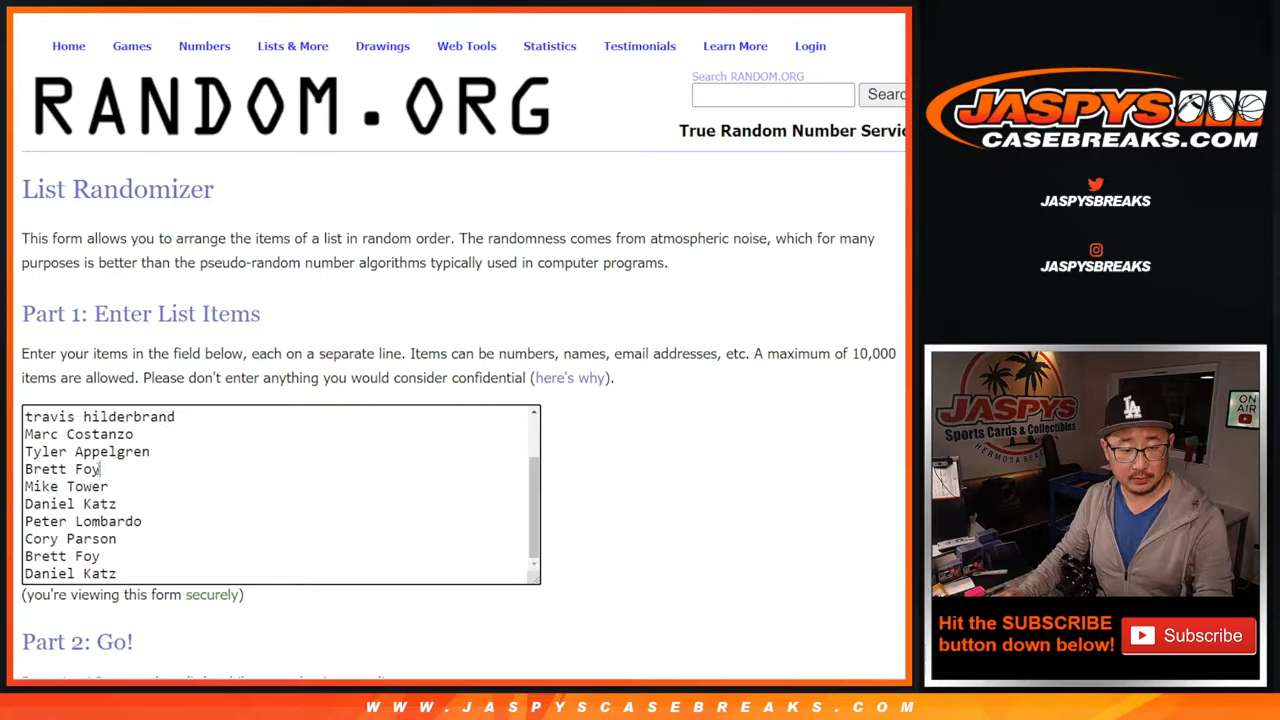 Home Games Numbers Lists & More Drawings Web Tools Statistics Testimonials Learn More Login
RANDOM.ORG
Search RANDOM.ORG
Searc
True Random Number Servic
List Randomizer
This form allows you to arrange the items of a list in random order. The randomness comes from atmospheric noise, which for many
purposes is better than the pseudo-random number algorithms typically used in computer programs.
Part 1: Enter List Items
Enter your items in the field below, each on a separate line. Items can be numbers, names, email addresses, etc. A maximum of 10,000
items are allowed. Please don't enter anything you would consider confidential (here's why).
travis hilderbrand
Marc Costanzo
Tyler Appelgren
Brett Foy
Mike Tower
Daniel Katz
Peter Lombardo
Cory Parson
Brett Foy
Daniel Katz
(you're viewing this form securely)
Part 2: Go!
JASPYS
CASEBREAKS.COM
JASPYSBREAKS
JASPYSBREAKS
JASPYS
Sports Cards & Collectibles
HERMOSA BEACH
ON
AIR
LA
Hit the SUBSCRIBE
button down below!
Subscribe
WWW.JASPYSCASEBREAKS.COM